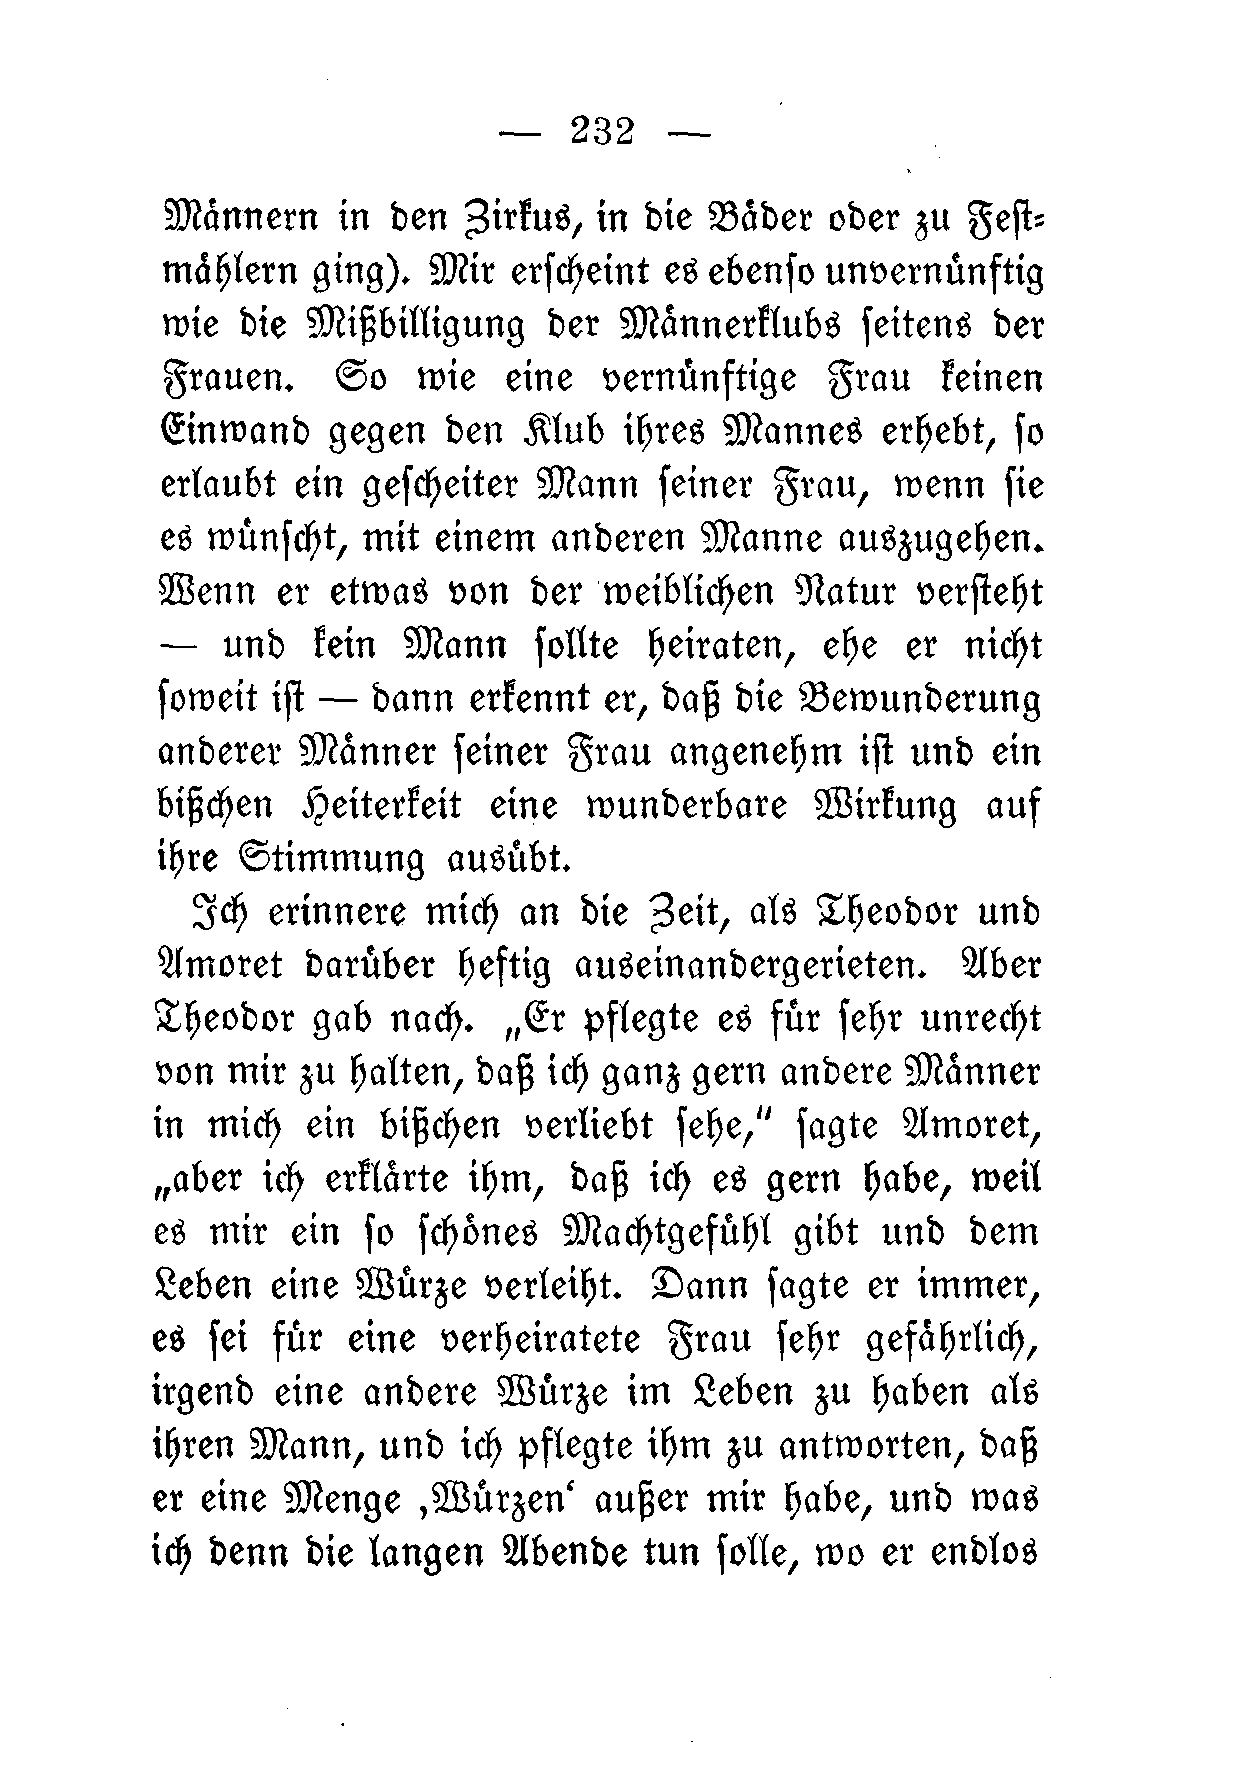 — 232 —
Männern in den Zirkus, in die Bäder oder zu Fest-
mählern ging). Mir erscheint es ebenso unvernünftig
wie die Mißbilligung der Männerklubs seitens der
Frauen. So wie eine vernünftige Frau keinen
Einwand gegen den Klub ihres Mannes erhebt, so
erlaubt ein gescheiter Mann seiner Frau, wenn sie
es wünscht, mit einem anderen Manne auszugehen.
Wenn er etwas von der weiblichen Natur versteht
— und kein Mann sollte heiraten, ehe er nicht
soweit ist — dann erkennt er, daß die Bewunderung
anderer Männer seiner Frau angenehm ist und ein
bißchen Heiterkeit eine wunderbare Wirkung auf
ihre Stimmung ausübt.
Ich erinnere mich an die Zeit, als Theodor und
Amoret darüber heftig auseinandergerieten. Aber
Theodor gab nach. „Er pflegte es für sehr unrecht
von mir zu halten, daß ich ganz gern andere Männer
in mich ein bißchen verliebt sehe,“ sagte Amoret,
„aber ich erklärte ihm, daß ich es gern habe, weil
es mir ein so schönes Machtgefühl gibt und dem
Leben eine Würze verleiht. Dann sagte er immer,
es sei für eine verheiratete Frau sehr gefährlich,
irgend eine andere Würze im Leben zu haben als
ihren Mann, und ich pflegte ihm zu antworten, daß
er eine Menge ‚Würzen‘ außer mir habe, und was
ich denn die langen Abende tun solle, wo er endlos